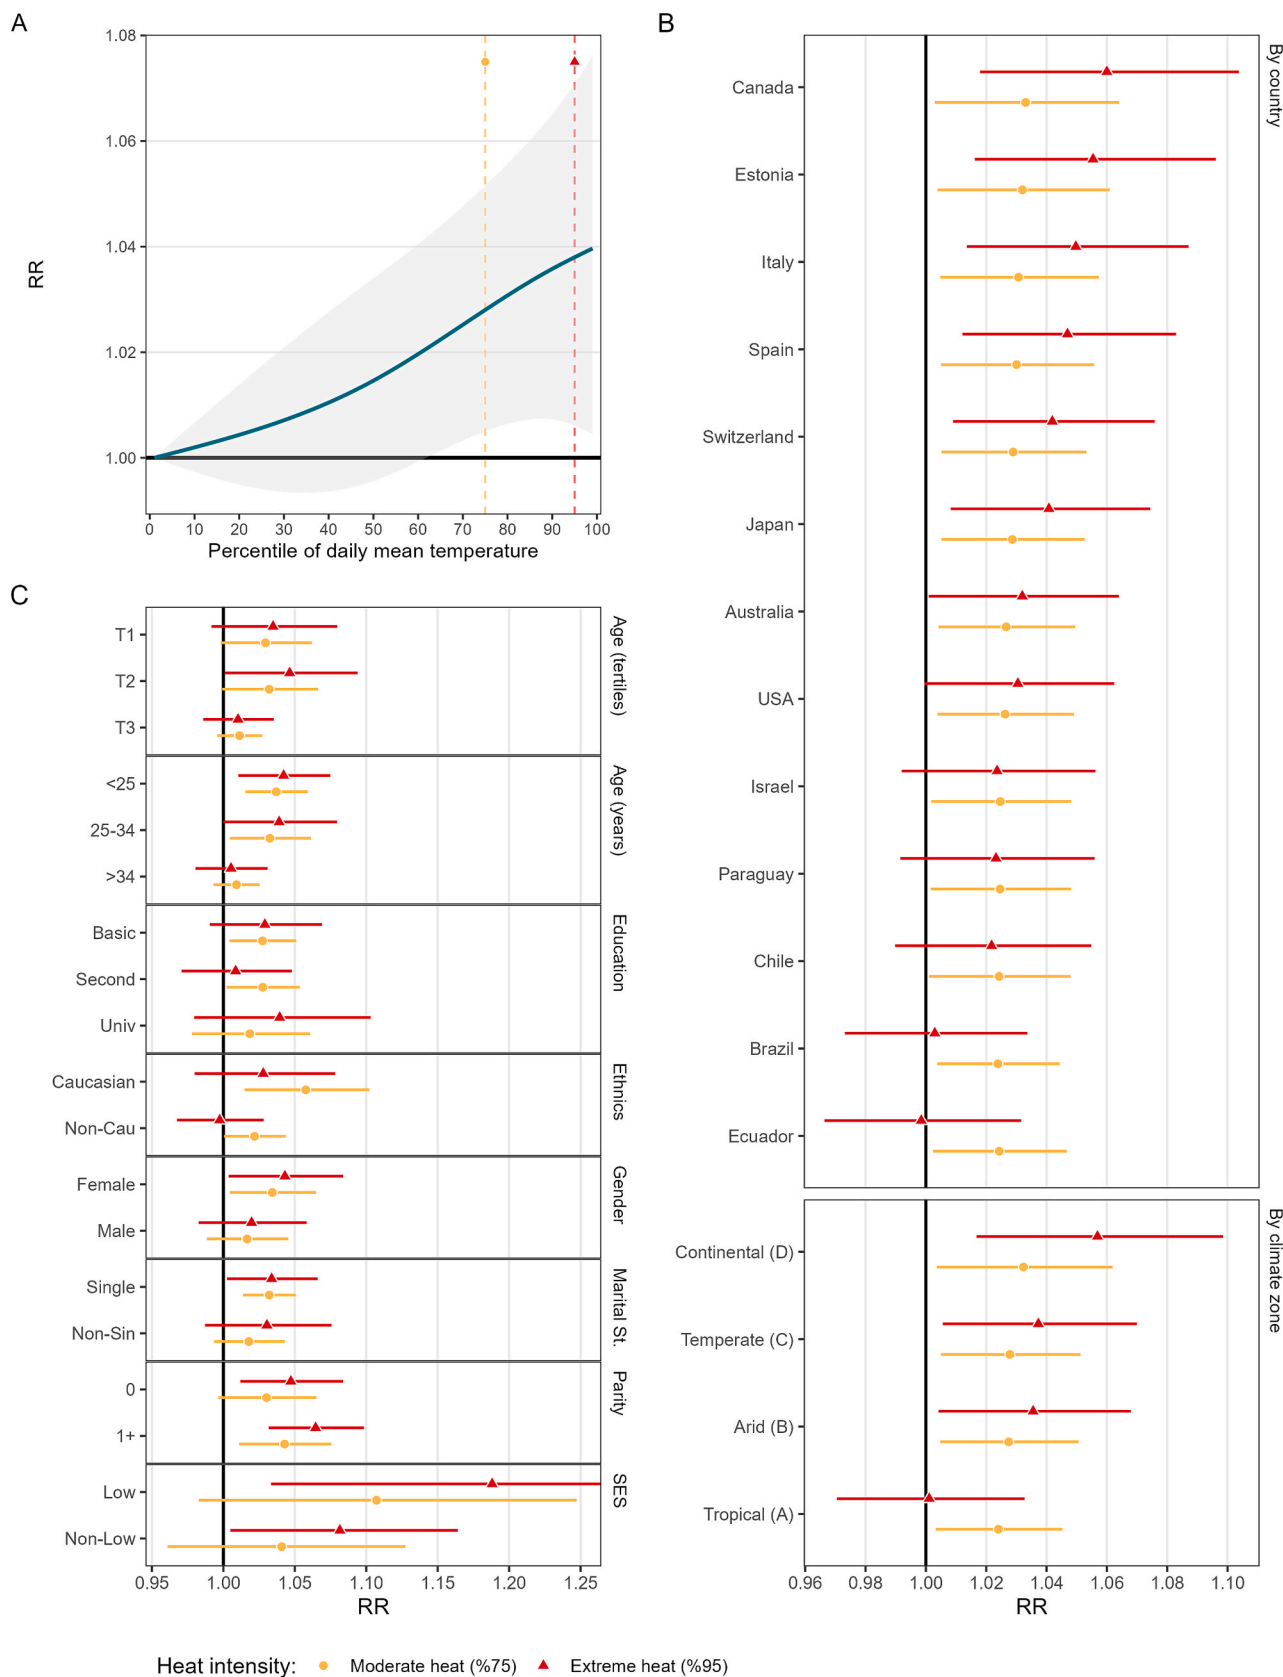 A
1.08
1.06
1.04
1.02
1.00
RR
0 10 20 30 40 50 60 70 80 90 100
Percentile of daily mean temperature
B
By country
Canada
Estonia
Italy
Spain
Switzerland
Japan
Australia
USA
Israel
Paraguay
Chile
Brazil
Ecuador
By climate zone
Continental (D)
Temperate (C)
Arid (B)
Tropical (A)
0.96 0.98 1.00 1.02 1.04 1.06 1.08 1.10
RR
C
Age (tertiles)
T1
T2
T3
Age (years)
<25
25-34
>34
Education
Basic
Second
Univ
Ethnics
Caucasian
Non-Cau
Gender
Female
Male
Marital St.
Single
Non-Sin
Parity
0
1+
SES
Low
Non-Low
0.95 1.00 1.05 1.10 1.15 1.20 1.25
RR
Heat intensity: Moderate heat (%75) Extreme heat (%95)